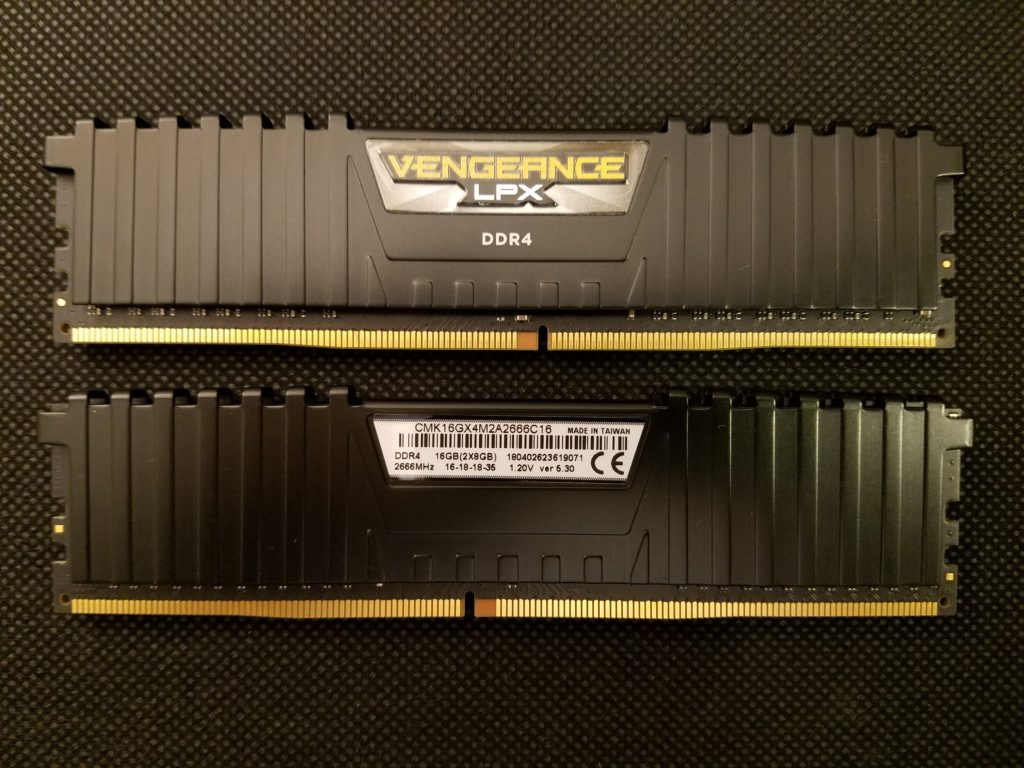 VENGEANCE
LPX
DDR4
CMK16GX4M2A2666C16 MADE IN TAIWAN
DDR4 16GB(2X8GB) 180402623619071
2666MHz 16-18-18-35 1.20V ver 5.30 CE